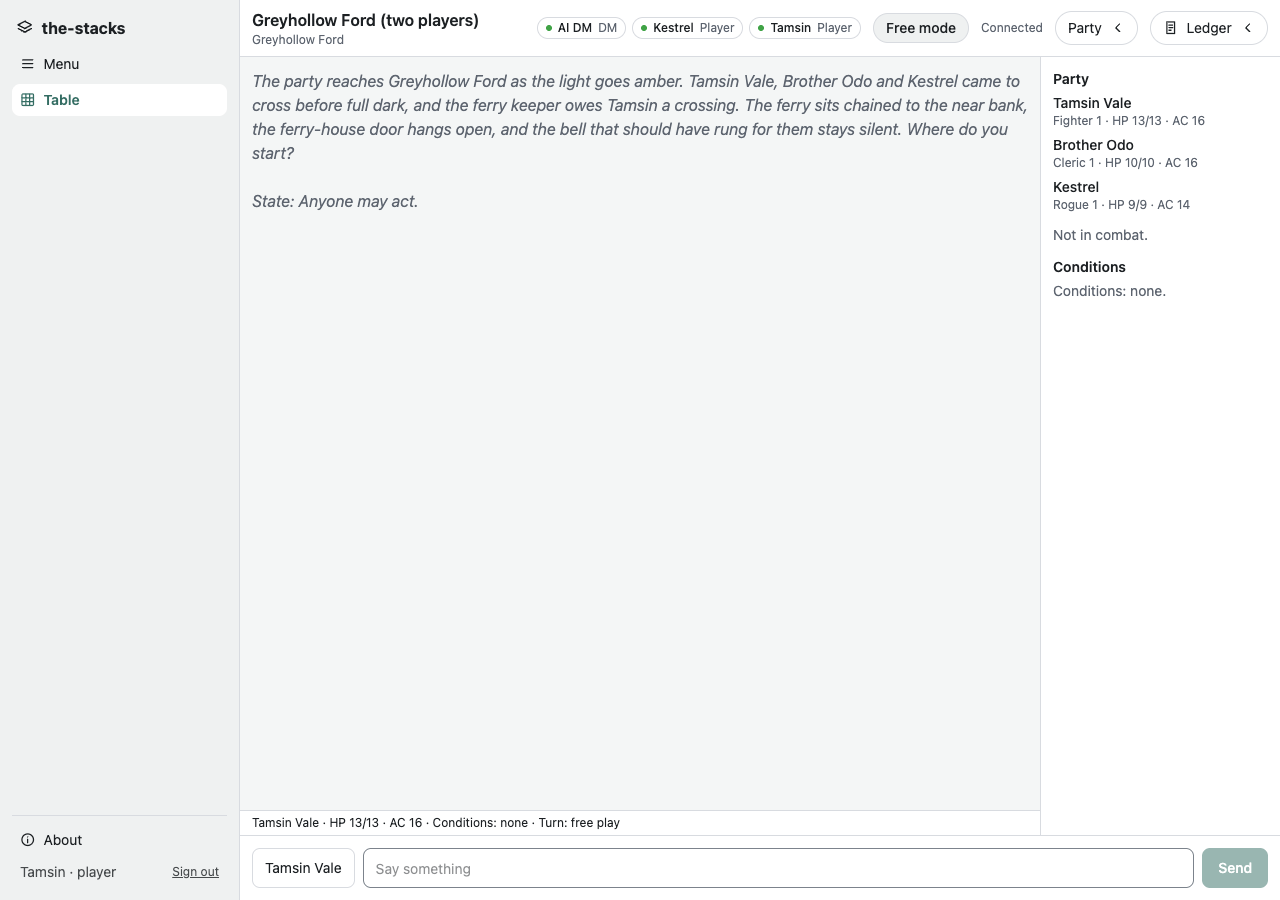 the-stacks
Menu
Table
About
Tamsin · player
Sign out
Greyhollow Ford (two players)
Greyhollow Ford
AI DM DM
Kestrel Player
Tamsin Player
Free mode
Connected
Party
Ledger
The party reaches Greyhollow Ford as the light goes amber. Tamsin Vale, Brother Odo and Kestrel came to
cross before full dark, and the ferry keeper owes Tamsin a crossing. The ferry sits chained to the near bank,
the ferry-house door hangs open, and the bell that should have rung for them stays silent. Where do you
start?
State: Anyone may act.
Party
Tamsin Vale
Fighter 1 · HP 13/13 · AC 16
Brother Odo
Cleric 1 · HP 10/10 · AC 16
Kestrel
Rogue 1 · HP 9/9 · AC 14
Not in combat.
Conditions
Conditions: none.
Tamsin Vale · HP 13/13 · AC 16 · Conditions: none · Turn: free play
Tamsin Vale
Say something
Send